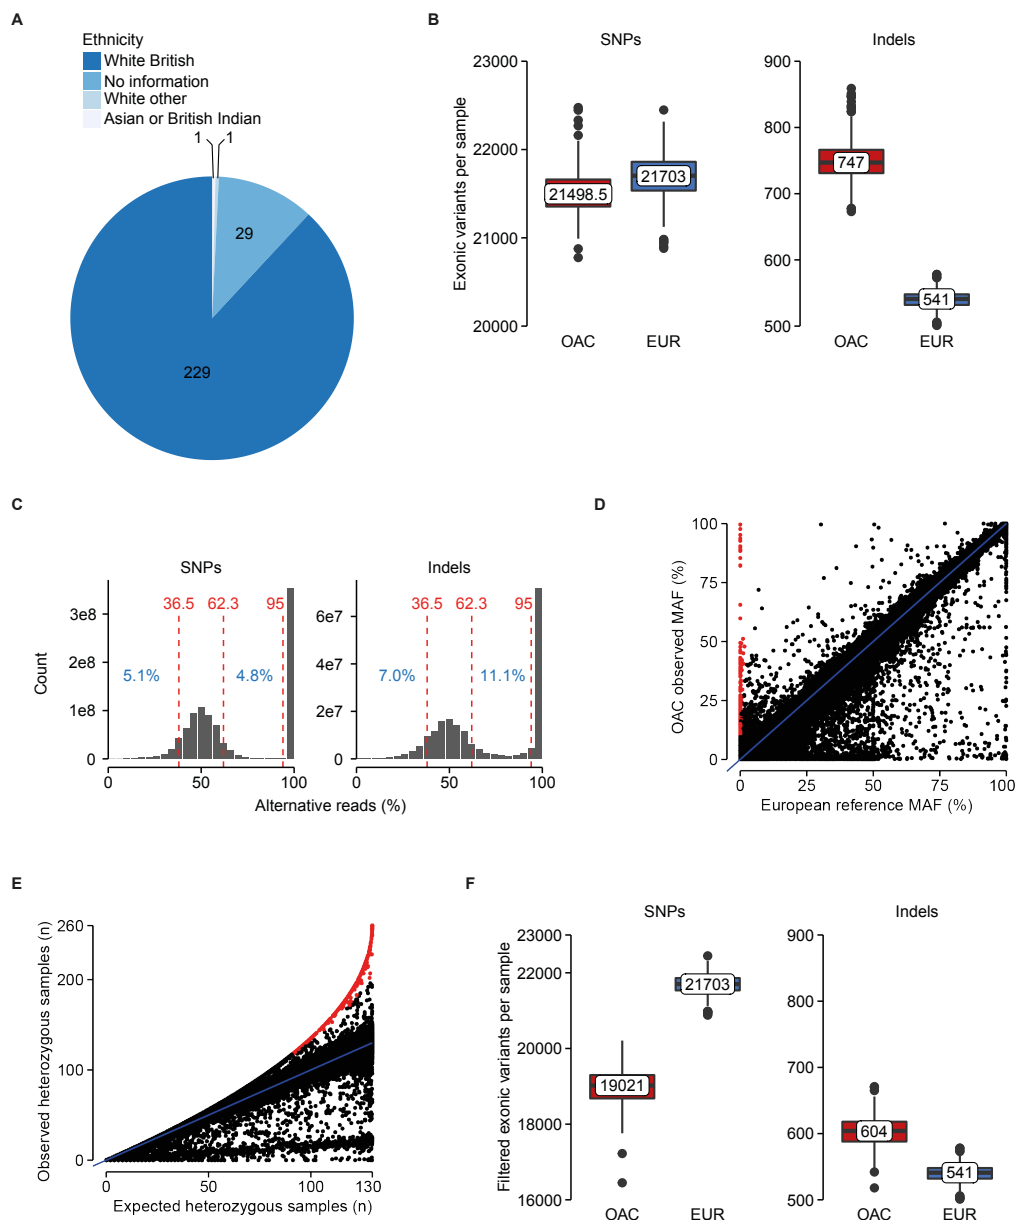 A
Ethnicity
White British
No information
White other
Asian or British Indian
1 1
29
229
B
SNPs
Indels
Exonic variants per sample
23000
22000
21000
20000
21498.5
21703
OAC EUR
900
800
700
600
500
747
541
OAC EUR
C
SNPs
Indels
Count
3e8
2e8
1e8
0
36.5 62.3 95
5.1% 4.8%
0 50 100
6e7
4e7
2e7
0
36.5 62.3 95
7.0% 11.1%
0 50 100
Alternative reads (%)
D
OAC observed MAF (%)
100
75
50
25
0
0 25 50 75 100
European reference MAF (%)
E
Observed heterozygous samples (n)
260
200
100
0
0 50 100 130
Expected heterozygous samples (n)
F
SNPs
Indels
Filtered exonic variants per sample
23000
22000
20000
18000
16000
19021
21703
OAC EUR
900
800
700
600
500
604
541
OAC EUR